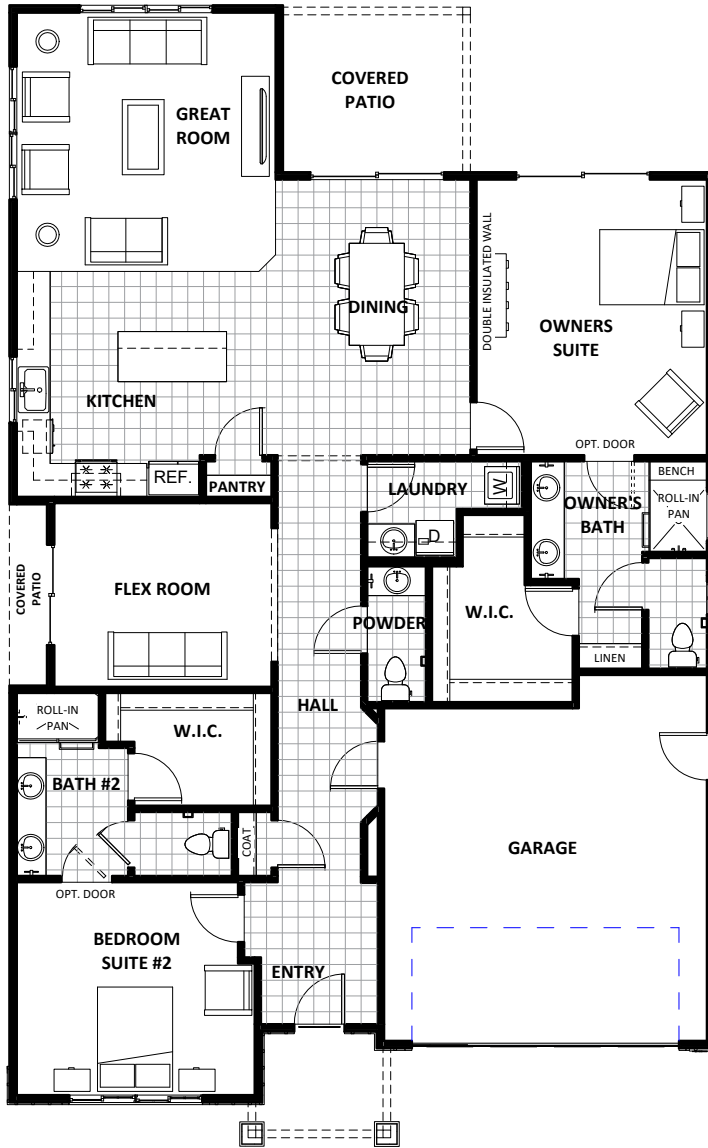 COVERED
PATIO
GREAT
ROOM
DOUBLE INSULATED WALL
DINING
OWNERS
SUITE
KITCHEN
OPT. DOOR
REF.
PANTRY
LAUNDRY
W
D
OWNER'S
BATH
BENCH
ROLL-IN
PAN
COVERED
PATIO
FLEX ROOM
POWDER
W.I.C.
LINEN
HALL
ROLL-IN
PAN
W.I.C.
BATH #2
COAT
OPT. DOOR
GARAGE
BEDROOM
SUITE #2
ENTRY